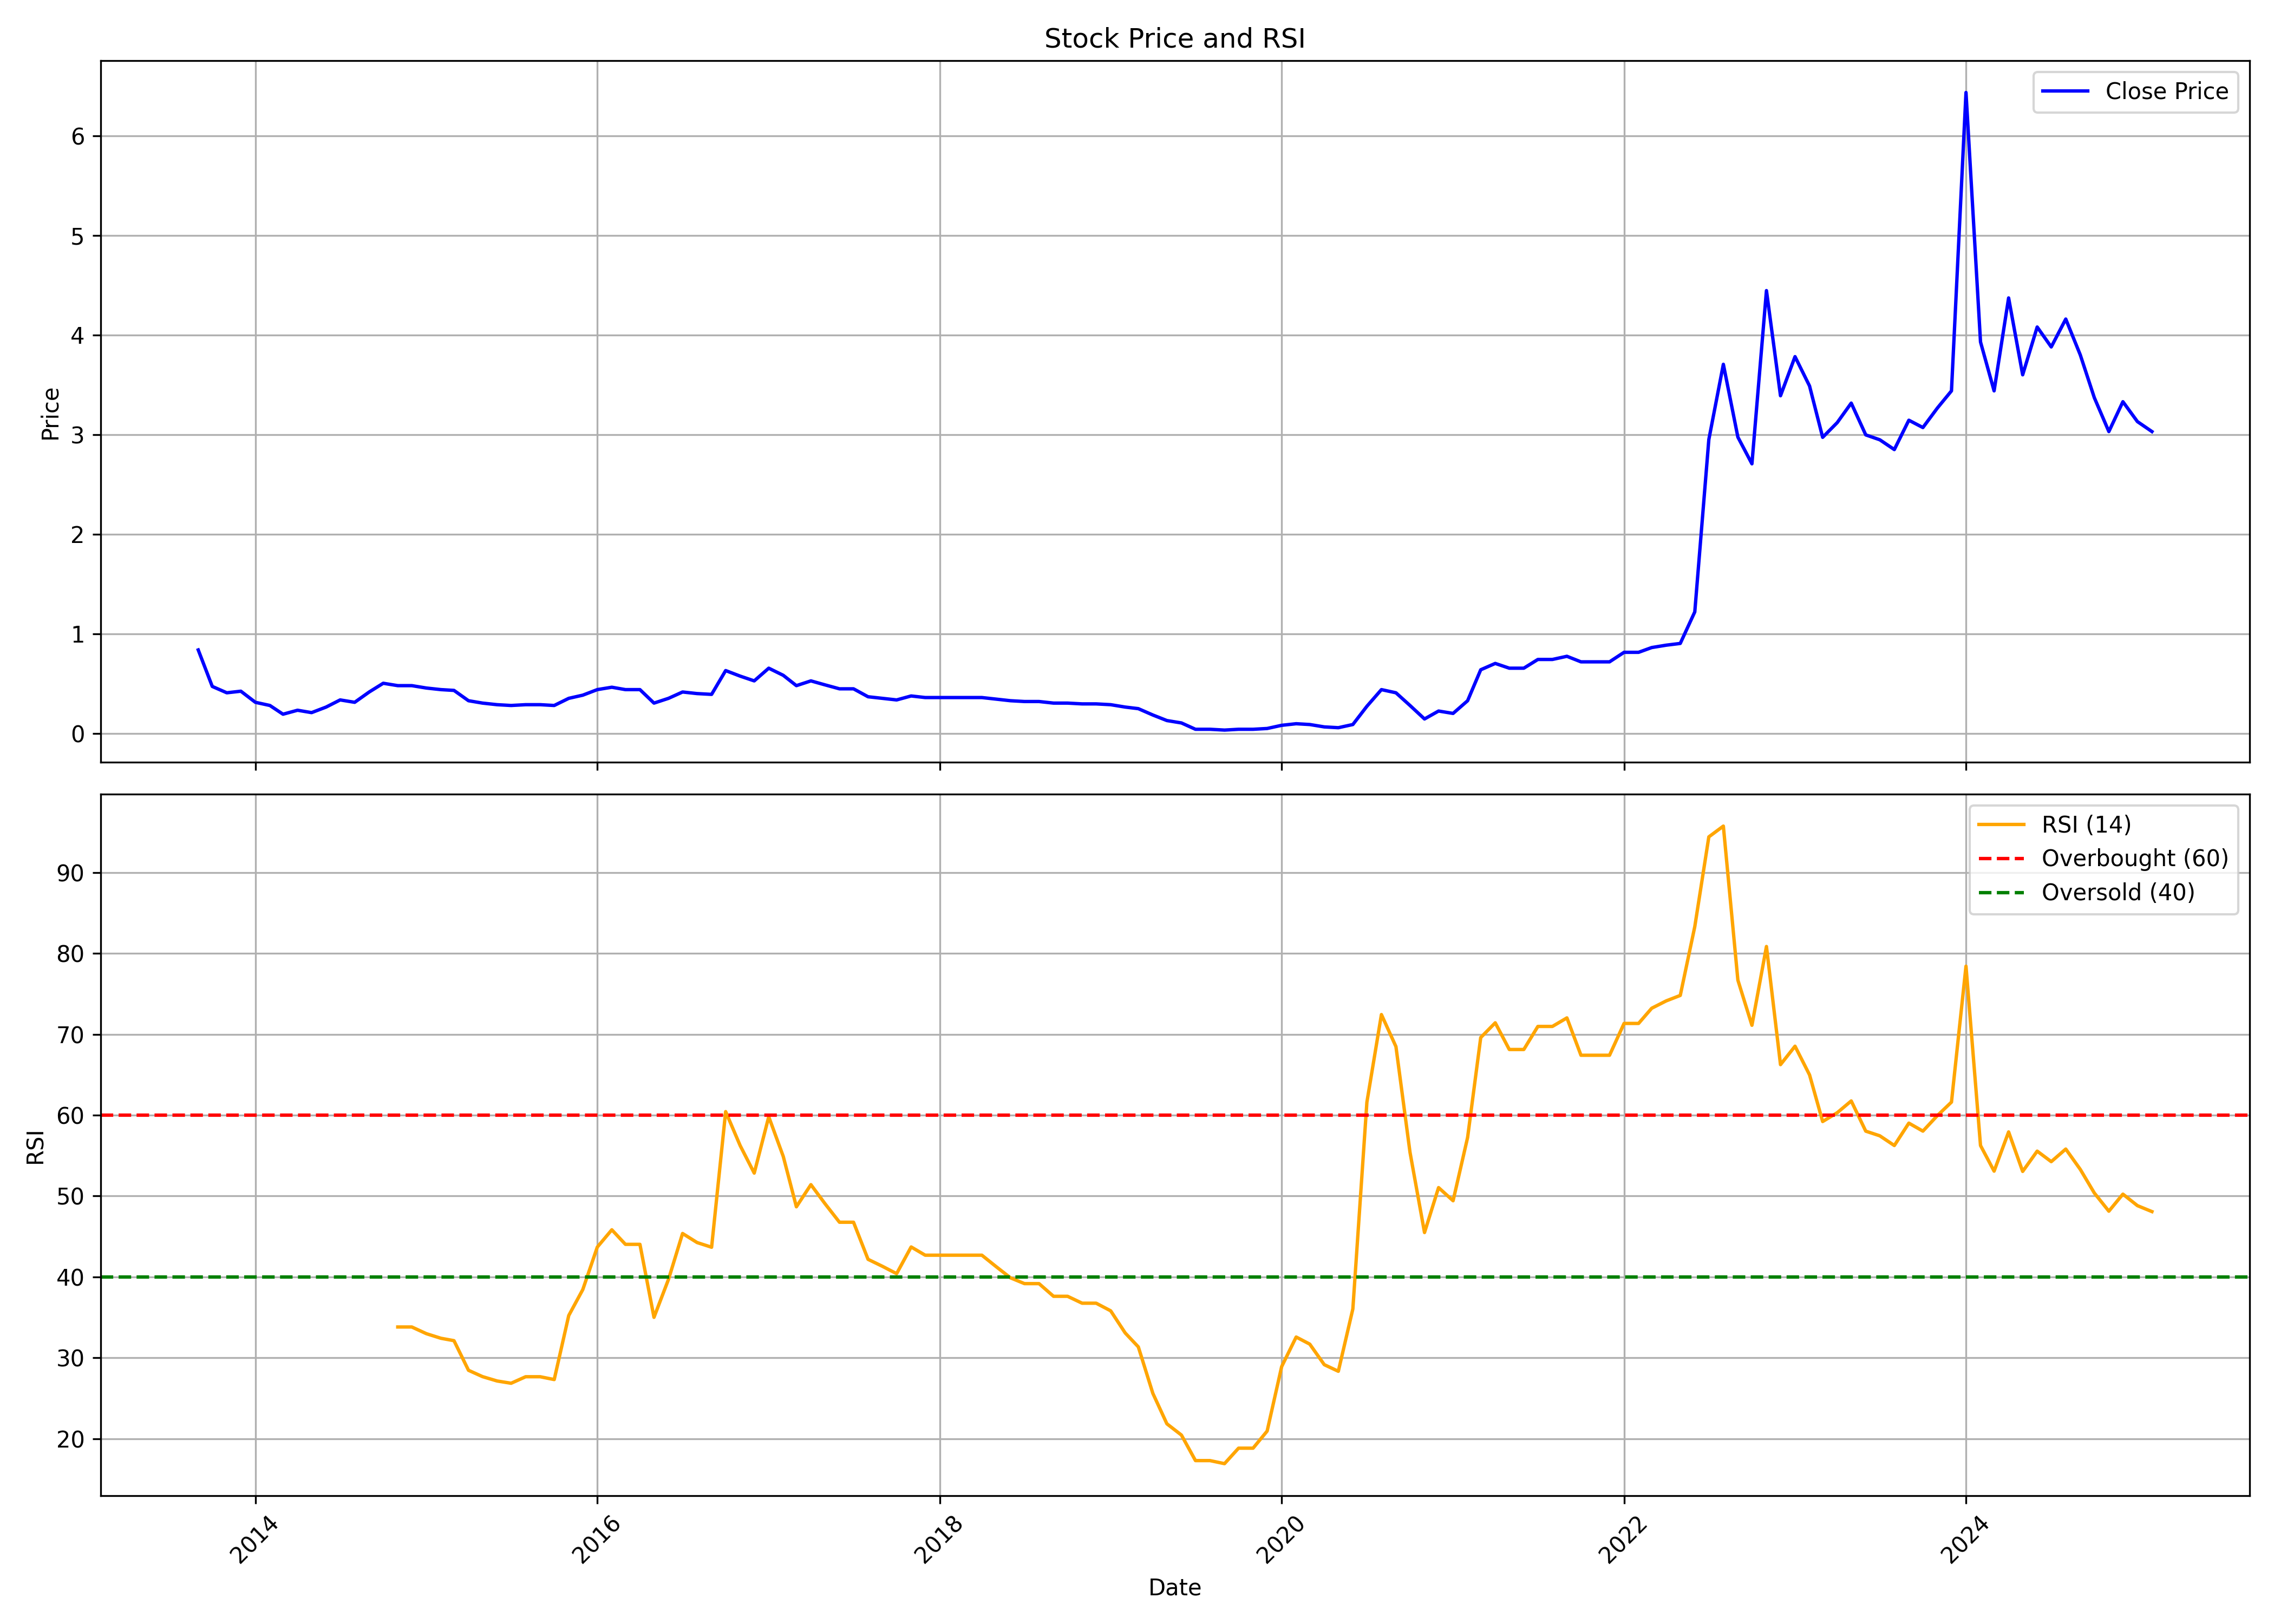 Stock Price and RSI
Close Price
Price
6
5
4
3
2
1
0
RSI (14)
Overbought (60)
Oversold (40)
RSI
90
80
70
60
50
40
30
20
2014
2016
2018
2020
2022
2024
Date